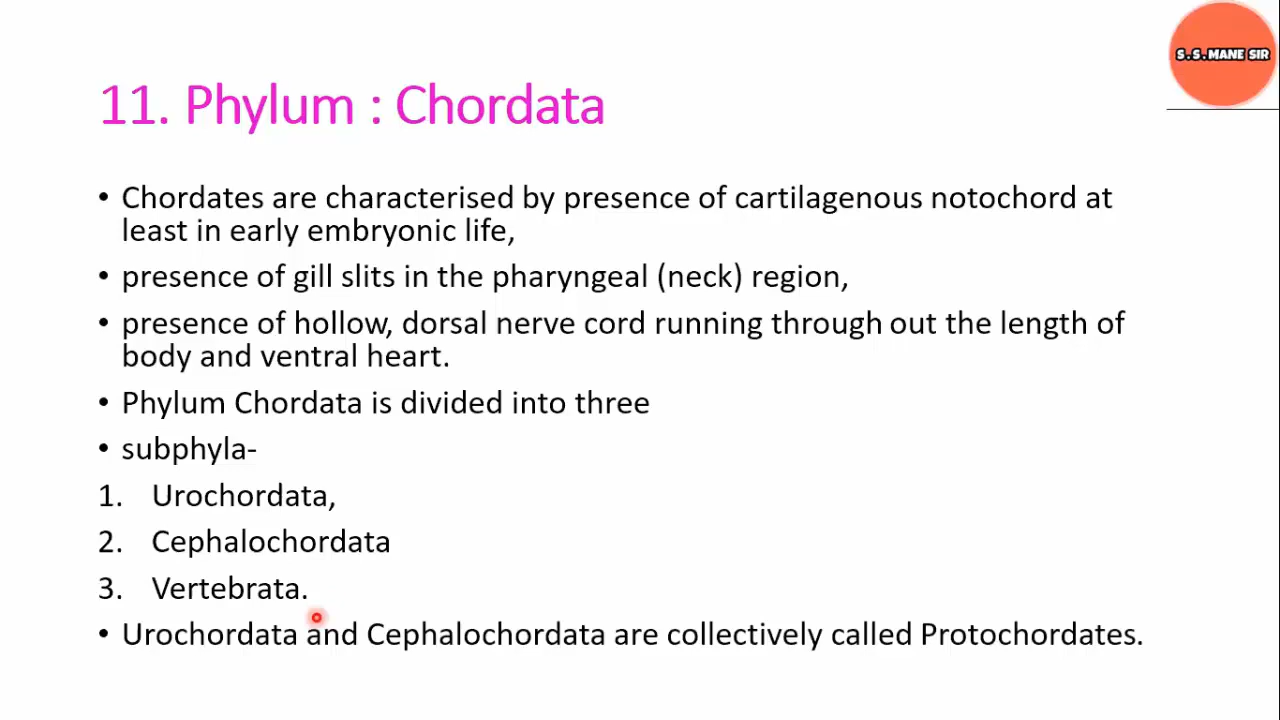 S.S.MANE SIR
11. Phylum : Chordata
• Chordates are characterised by presence of cartilagenous notochord at
least in early embryonic life,
• presence of gill slits in the pharyngeal (neck) region,
• presence of hollow, dorsal nerve cord running through out the length of
body and ventral heart.
• Phylum Chordata is divided into three
• subphyla-
1. Urochordata,
2. Cephalochordata
3. Vertebrata.
• Urochordata and Cephalochordata are collectively called Protochordates.